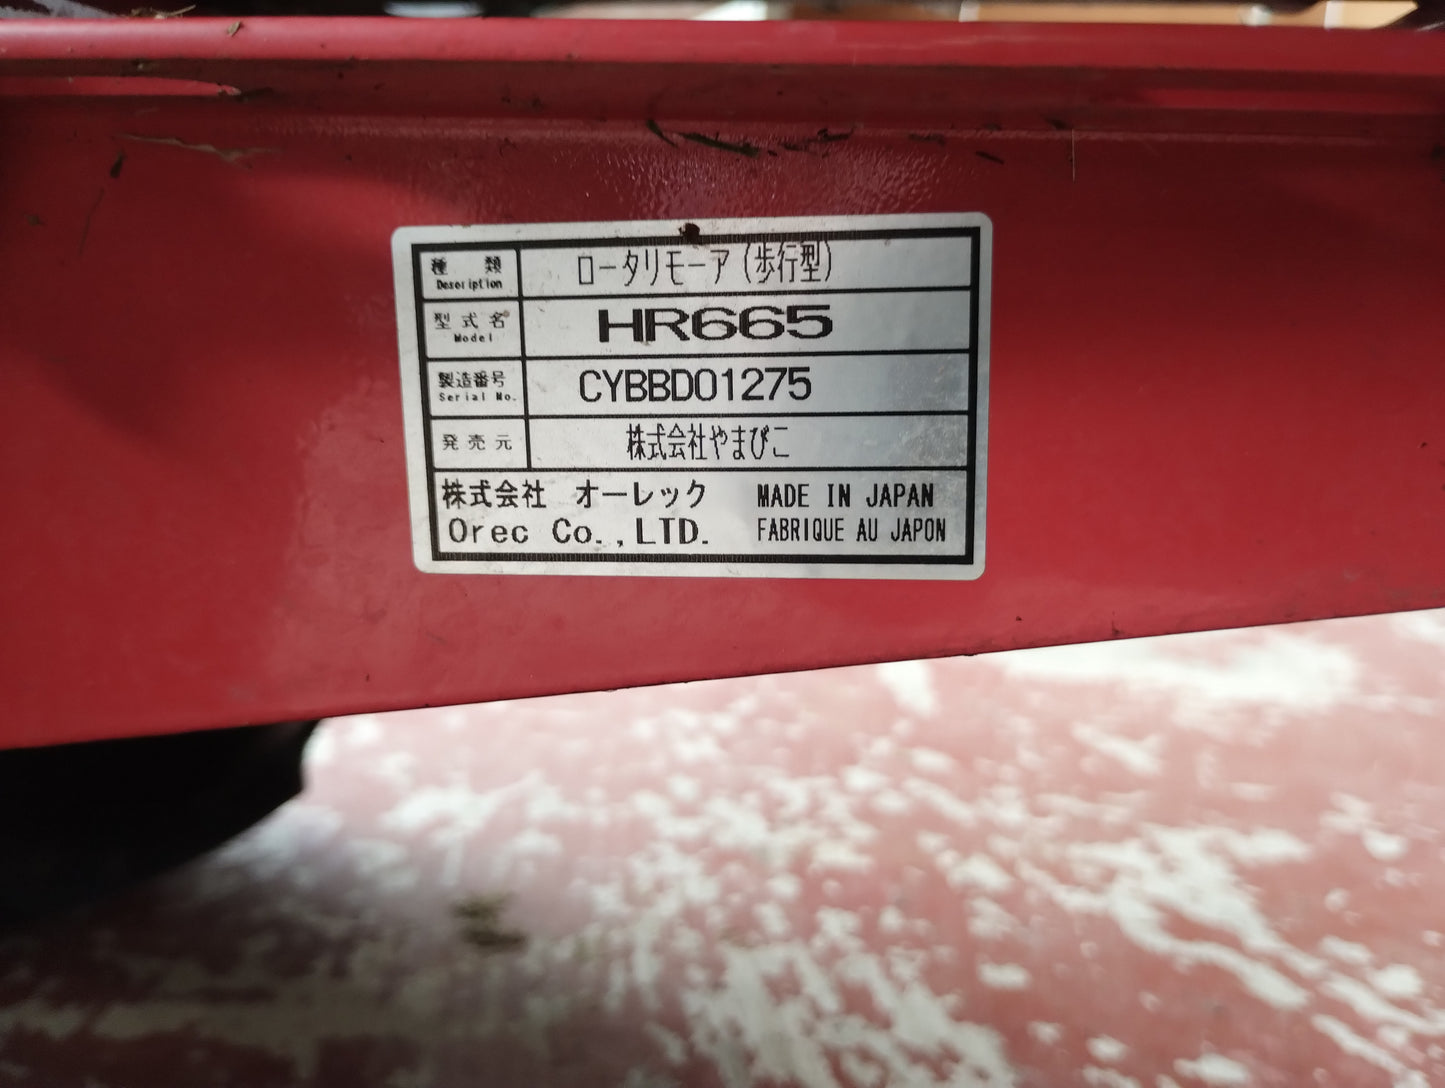 種類 ロータリモーア(歩行型)
Description
型式名 HR665
Model
製造番号 CYBBD01275
Serial No.
発売元 株式会社やまびこ
株式会社 オーレック MADE IN JAPAN
Orec Co.,LTD. FABRIQUE AU JAPON